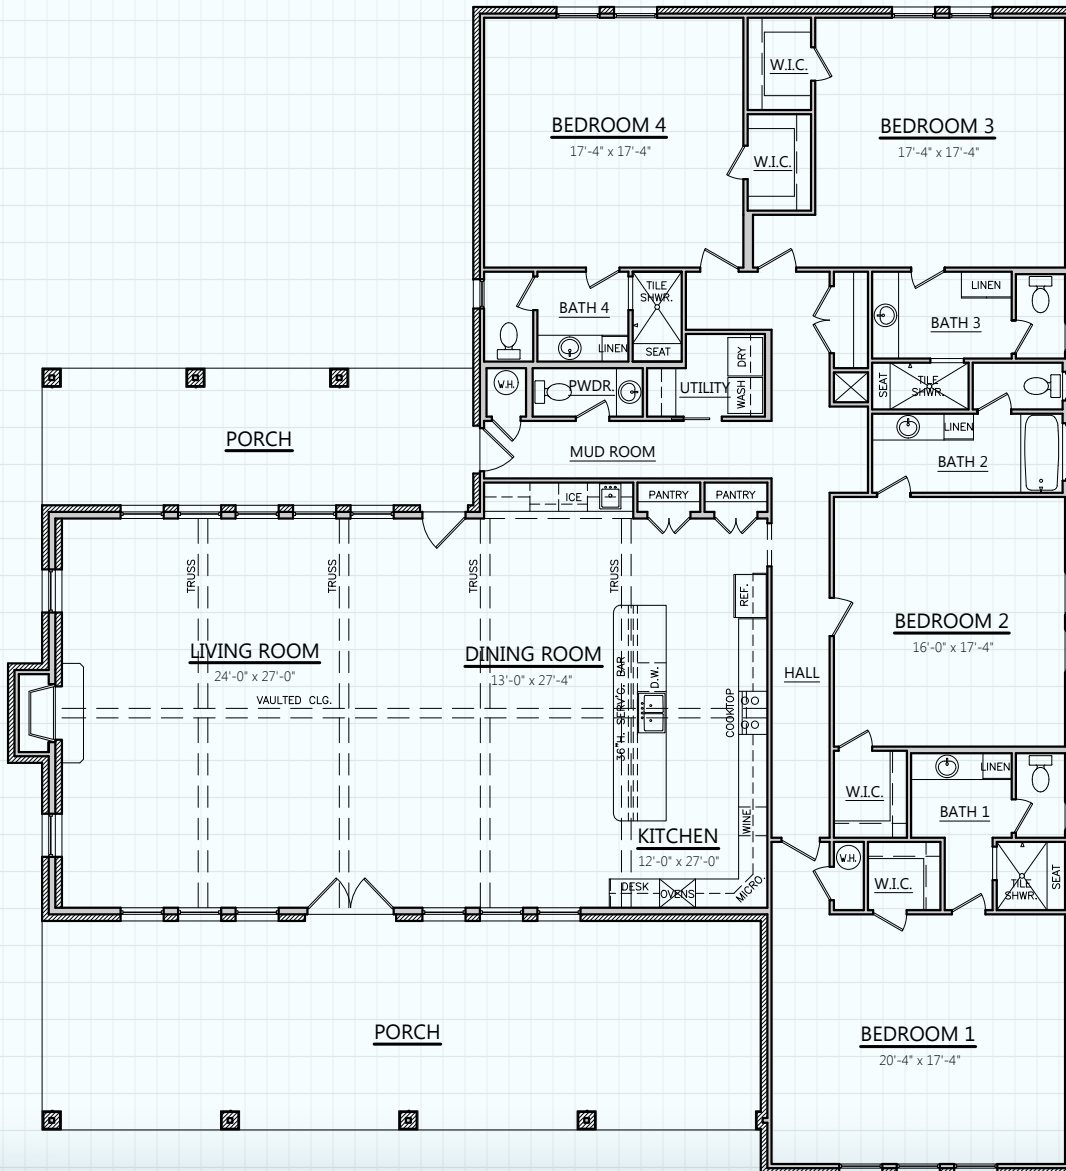 W.I.C.
BEDROOM 4
17'-4" x 17'-4"
BEDROOM 3
17'-4" x 17'-4"
W.I.C.
TILE
SHWR.
BATH 4
LINEN
SEAT
LINEN
BATH 3
DRY
WASH
UTILITY
W.H.
PWDR.
SEAT
TILE
SHWR.
LINEN
BATH 2
PORCH
MUD ROOM
ICE
PANTRY
PANTRY
TRUSS
TRUSS
TRUSS
TRUSS
REF.
LIVING ROOM
24'-0" x 27'-0"
VAULTED CLG.
DINING ROOM
13'-0" x 27'-4"
36"H. SERV'G. BAR
D.W.
COOKTOP
HALL
BEDROOM 2
16'-0" x 17'-4"
WINE
KITCHEN
12'-0" x 27'-0"
DESK
OVENS
MICRO.
W.I.C.
LINEN
BATH 1
W.H.
W.I.C.
TILE
SHWR.
SEAT
PORCH
BEDROOM 1
20'-4" x 17'-4"